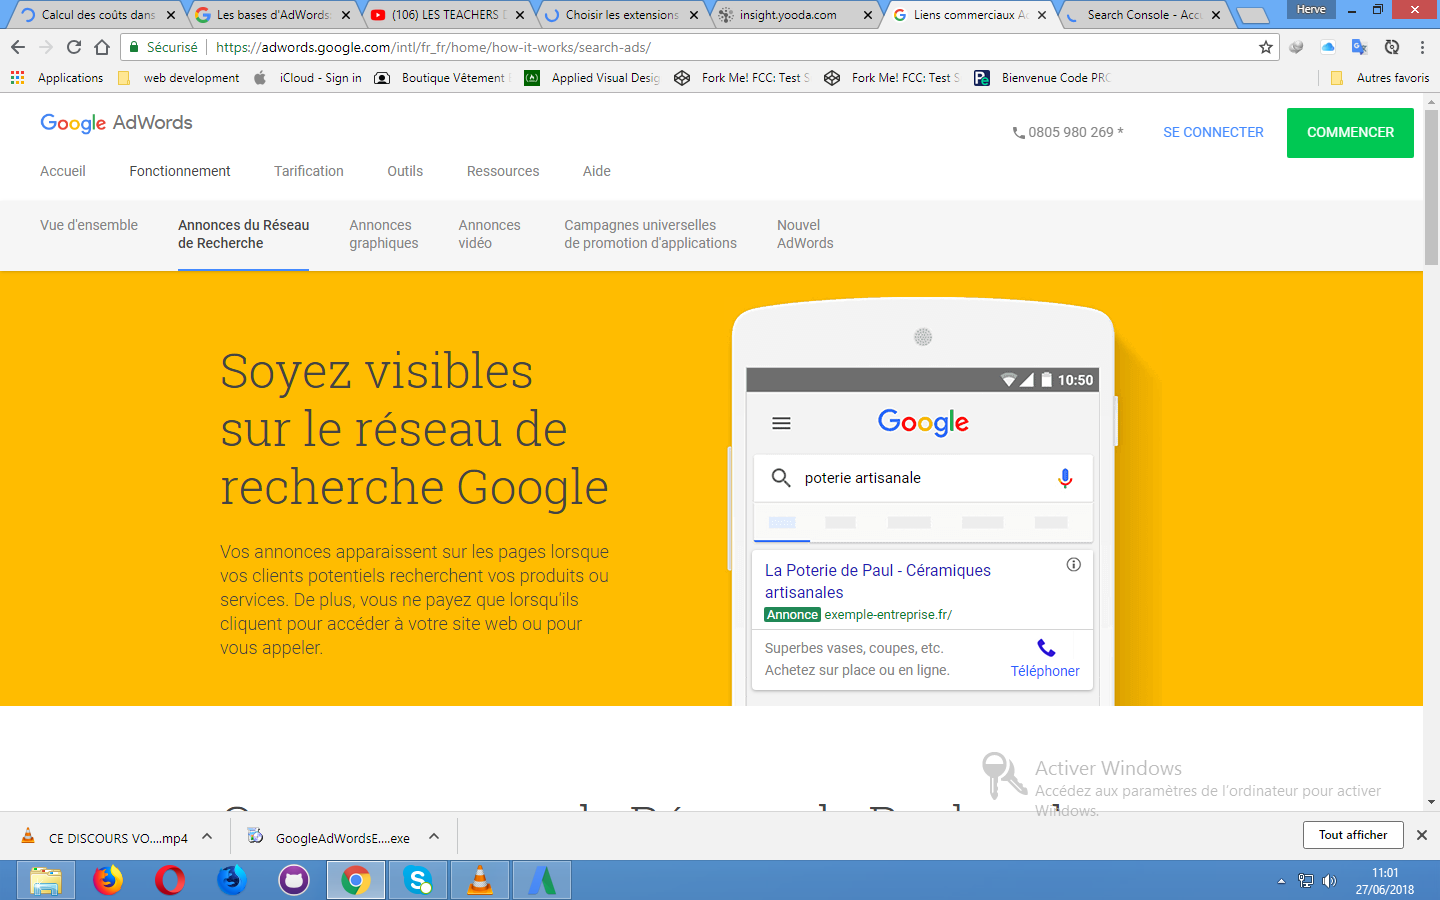 Calcul des coûts dans
Les bases d'AdWords
(106) LES TEACHERS
Choisir les extensions
insight.yooda.com
Liens commerciaux
Search Console - Acc
Herve
Sécurisé
https://adwords.google.com/intl/fr_fr/home/how-it-works/search-ads/
Applications
web development
iCloud - Sign in
Boutique Vêtement
Applied Visual Desig
Fork Me! FCC: Test S
Fork Me! FCC: Test S
Bienvenue Code PRC
Autres favoris
Google AdWords
0805 980 269 *
SE CONNECTER
COMMENCER
Accueil
Fonctionnement
Tarification
Outils
Ressources
Aide
Vue d'ensemble
Annonces du Réseau
de Recherche
Annonces
graphiques
Annonces
vidéo
Campagnes universelles
de promotion d'applications
Nouvel
AdWords
Soyez visibles
sur le réseau de
recherche Google
Vos annonces apparaissent sur les pages lorsque
vos clients potentiels recherchent vos produits ou
services. De plus, vous ne payez que lorsqu'ils
cliquent pour accéder à votre site web ou pour
vous appeler.
10:50
Google
poterie artisanale
La Poterie de Paul - Céramiques
artisanales
Annonce exemple-entreprise.fr/
Superbes vases, coupes, etc.
Achetez sur place ou en ligne.
Téléphoner
Activer Windows
Accédez aux paramètres de l'ordinateur pour activer
Windows.
CE DISCOURS VO....mp4
GoogleAdWordsE....exe
Tout afficher
11:01
27/06/2018